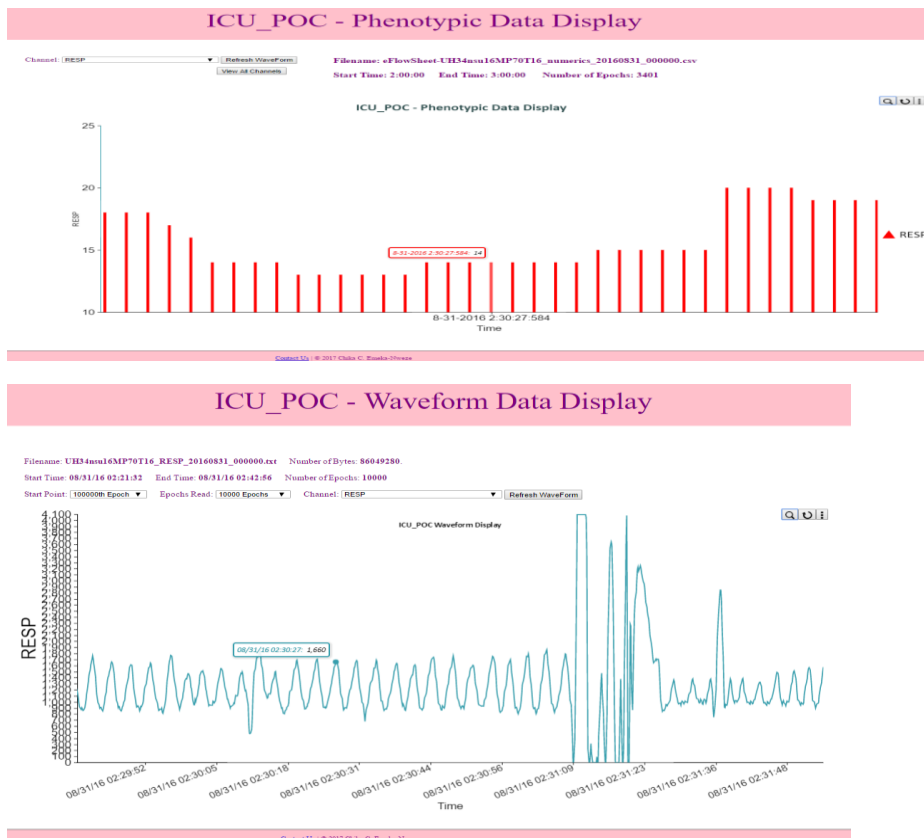 ICU_POC - Phenotypic Data Display
Channel: RESP Refresh WaveForm Filename: eFlowSheet-UH34nsu16MP70T16_numerics_20160831_000000.csv
View All Channels Start Time: 2:00:00 End Time: 3:00:00 Number of Epochs: 3401
ICU_POC - Phenotypic Data Display
25
20
RESP
15
8-31-2016 2:30:27:584: 14
RESP
10
8-31-2016 2:30:27:584
Time
Contact Us | © 2017 Chika C.
ICU_POC - Waveform Data Display
Filename: UH34nsu16MP70T16_RESP_20160831_000000.txt Number of Bytes: 86049280.
Start Time: 08/31/16 02:21:32 End Time: 08/31/16 02:42:56 Number of Epochs: 10000
Start Point: 100000th Epoch Epochs Read: 10000 Epochs Channel: RESP Refresh WaveForm
ICU_POC Waveform Display
4,100
RESP
08/31/16 02:30:27: 1,660
100
0
08/31/16 02:29:52 08/31/16 02:30:05 08/31/16 02:30:18 08/31/16 02:30:31 08/31/16 02:30:44 08/31/16 02:30:56 08/31/16 02:31:09 08/31/16 02:31:23 08/31/16 02:31:36 08/31/16 02:31:48
Time